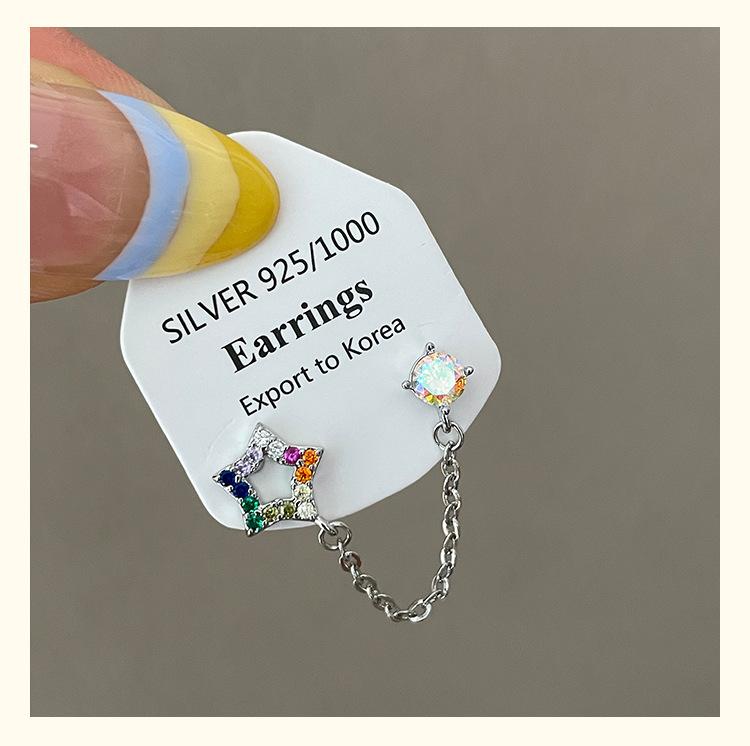 SILVER 925/1000
Earrings
Export to Korea